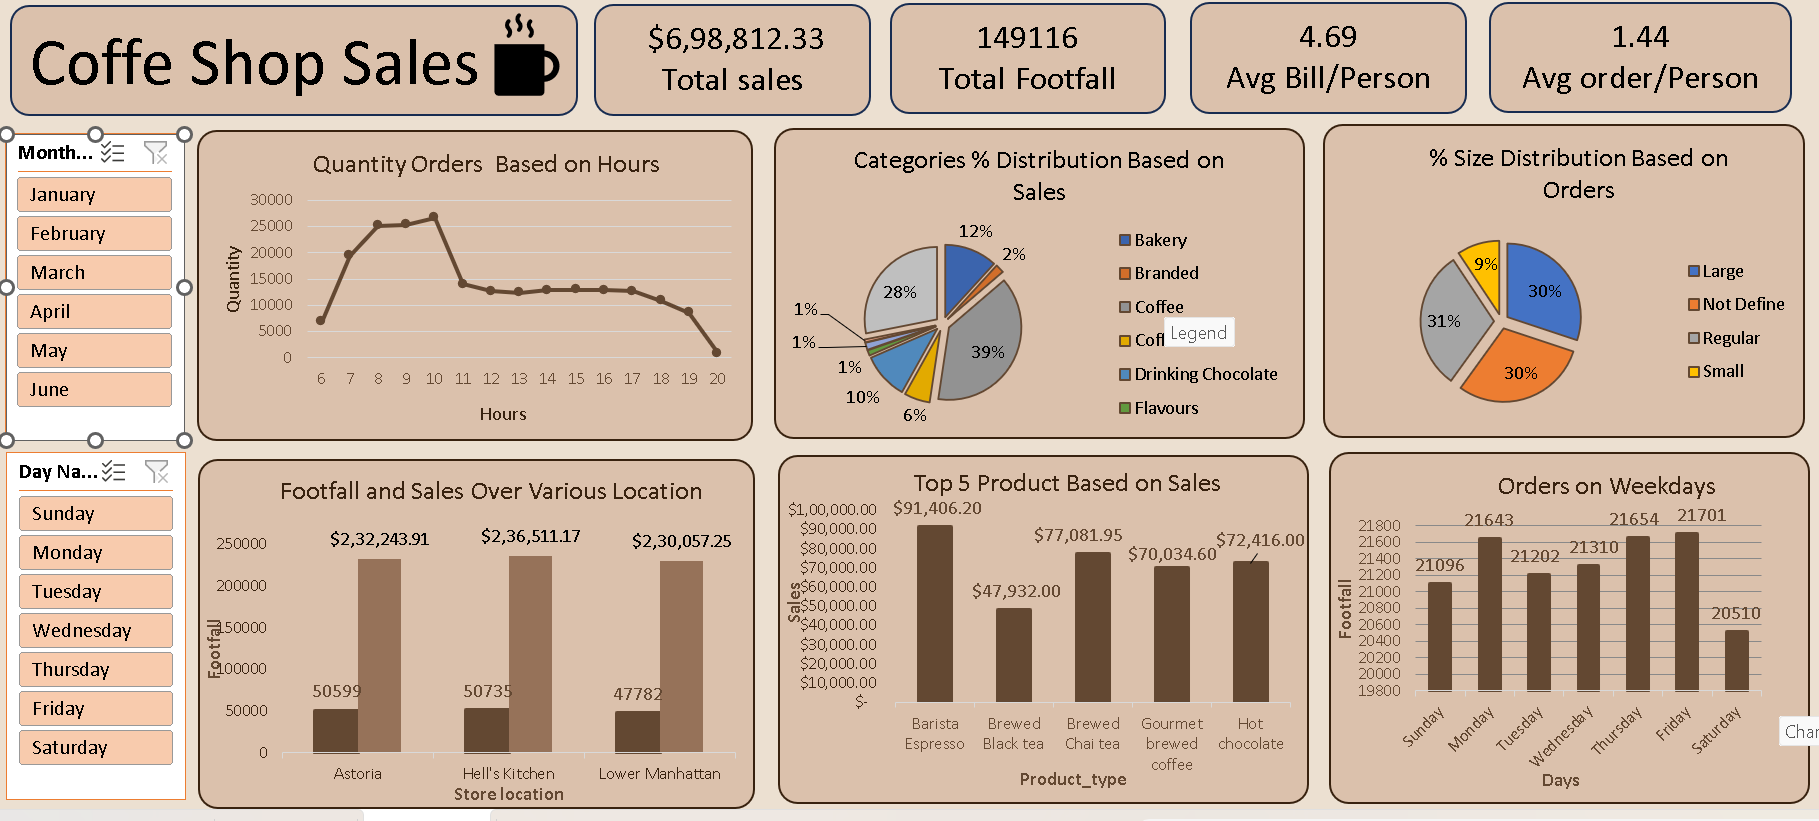 Coffe Shop Sales
$6,98,812.33
Total sales
149116
Total Footfall
4.69
Avg Bill/Person
1.44
Avg order/Person
Month...
January
February
March
April
May
June
Day Na...
Sunday
Monday
Tuesday
Wednesday
Thursday
Friday
Saturday
Quantity Orders Based on Hours
Quantity
30000
25000
20000
15000
10000
5000
0
6 7 8 9 10 11 12 13 14 15 16 17 18 19 20
Hours
Categories % Distribution Based on
Sales
12%
2%
39%
6%
10%
1%
1%
1%
28%
Bakery
Branded
Coffee
Cof
Legend
Drinking Chocolate
Flavours
% Size Distribution Based on
Orders
30%
30%
31%
9%
Large
Not Define
Regular
Small
Footfall and Sales Over Various Location
Footfall
250000
200000
150000
100000
50000
0
$2,32,243.91
$2,36,511.17
$2,30,057.25
50599
50735
47782
Astoria
Hell's Kitchen
Lower Manhattan
Store location
Top 5 Product Based on Sales
Sales
$1,00,000.00
$90,000.00
$80,000.00
$70,000.00
$60,000.00
$50,000.00
$40,000.00
$30,000.00
$20,000.00
$10,000.00
$-
$91,406.20
$47,932.00
$77,081.95
$70,034.60
$72,416.00
Barista
Espresso
Brewed
Black tea
Brewed
Chai tea
Gourmet
brewed
coffee
Hot
chocolate
Product_type
Orders on Weekdays
Footfall
21800
21600
21400
21200
21000
20800
20600
20400
20200
20000
19800
21096
21643
21202
21310
21654
21701
20510
Sunday
Monday
Tuesday
Wednesday
Thursday
Friday
Saturday
Days
Char